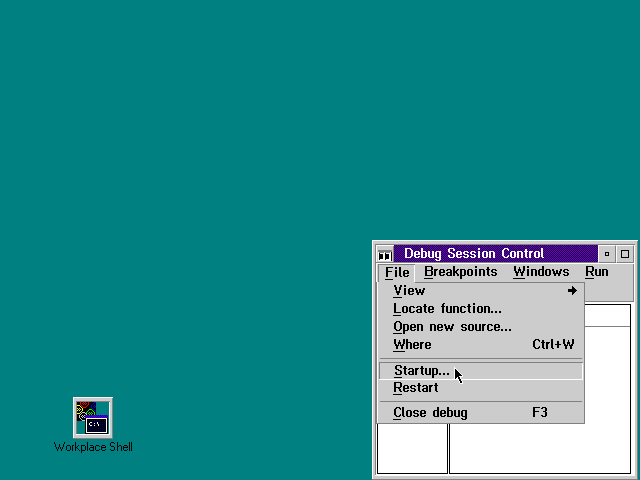 Debug Session Control
File Breakpoints Windows Run
View
Locate function...
Open new source...
Where Ctrl+W
Startup...
Restart
Close debug F3
C:\
Workplace Shell